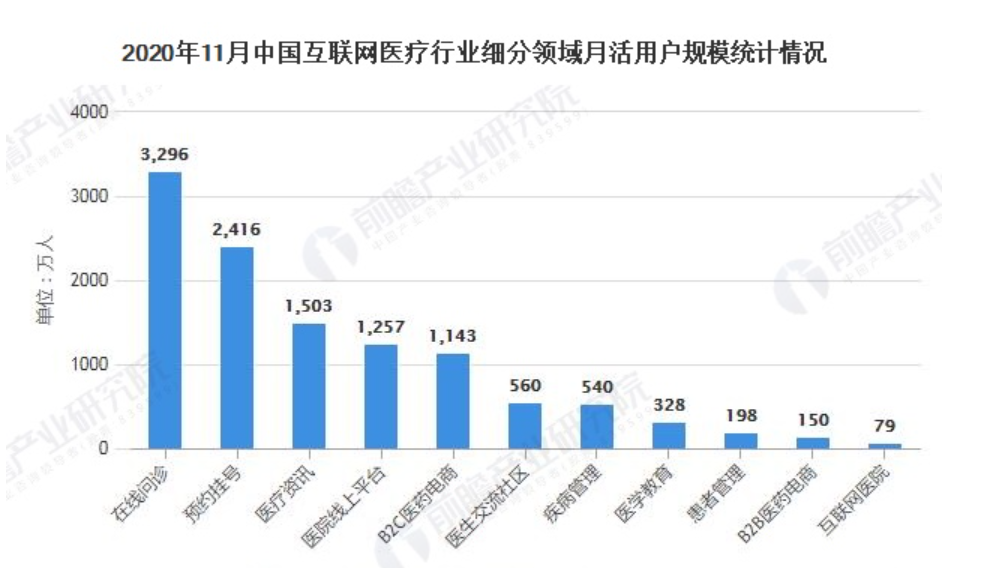 2020年11月中国互联网医疗行业细分领域月活用户规模统计情况
单位：万人
4000
3000
2000
1000
0
3,296
2,416
1,503
1,257
1,143
560
540
328
198
150
79
在线问诊
预约挂号
医疗资讯
医院线上平台
B2C医药电商
医生交流社区
疾病管理
医学教育
患者管理
B2B医药电商
互联网医院
前瞻产业研究院